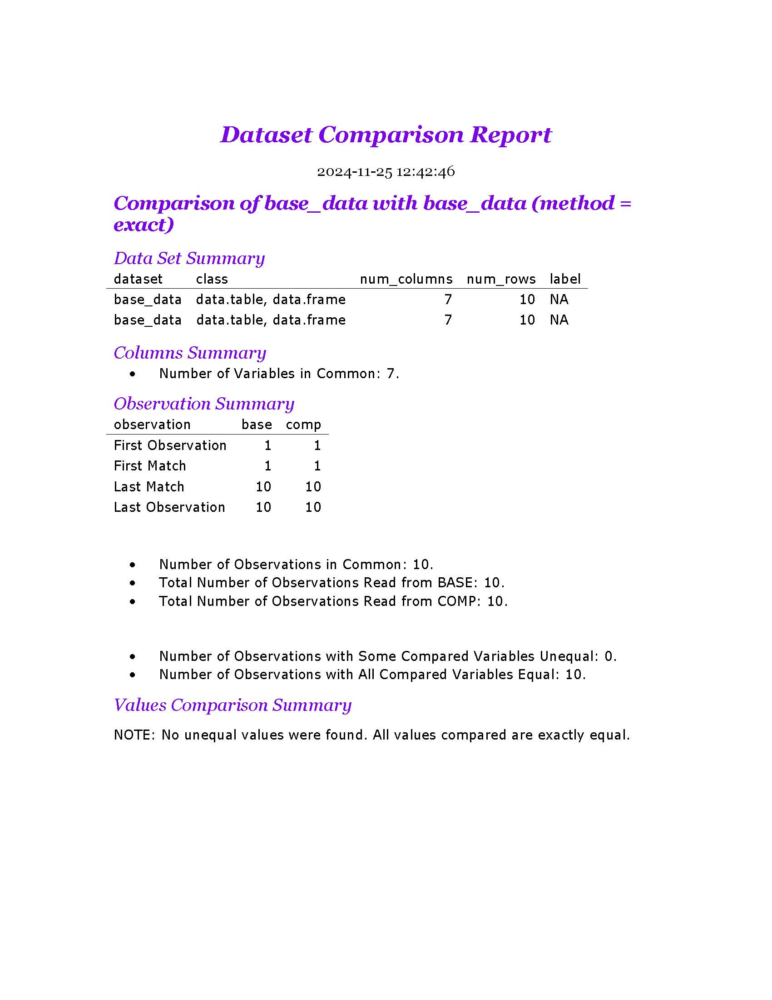 Dataset Comparison Report
2024-11-25 12:42:46
Comparison of base_data with base_data (method =
exact)
Data Set Summary
dataset class num_columns num_rows label
base_data data.table, data.frame 7 10 NA
base_data data.table, data.frame 7 10 NA
Columns Summary
• Number of Variables in Common: 7.
Observation Summary
observation base comp
First Observation 1 1
First Match 1 1
Last Match 10 10
Last Observation 10 10
• Number of Observations in Common: 10.
• Total Number of Observations Read from BASE: 10.
• Total Number of Observations Read from COMP: 10.
• Number of Observations with Some Compared Variables Unequal: 0.
• Number of Observations with All Compared Variables Equal: 10.
Values Comparison Summary
NOTE: No unequal values were found. All values compared are exactly equal.